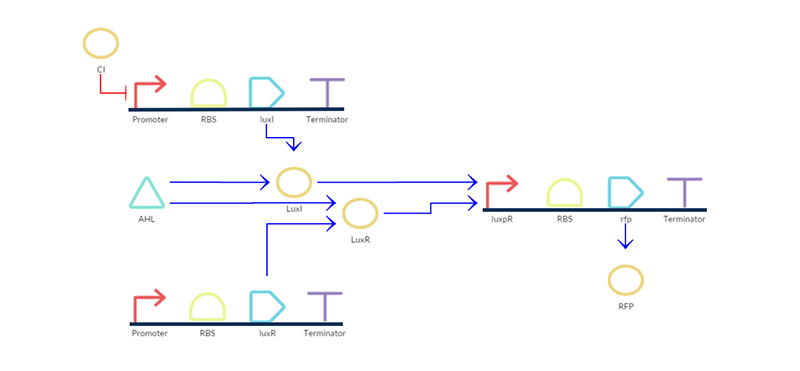 CI
Promoter RBS luxI Terminator
AHL
LuxI
LuxR
luxpR RBS rfp Terminator
RFP
Promoter RBS luxR Terminator